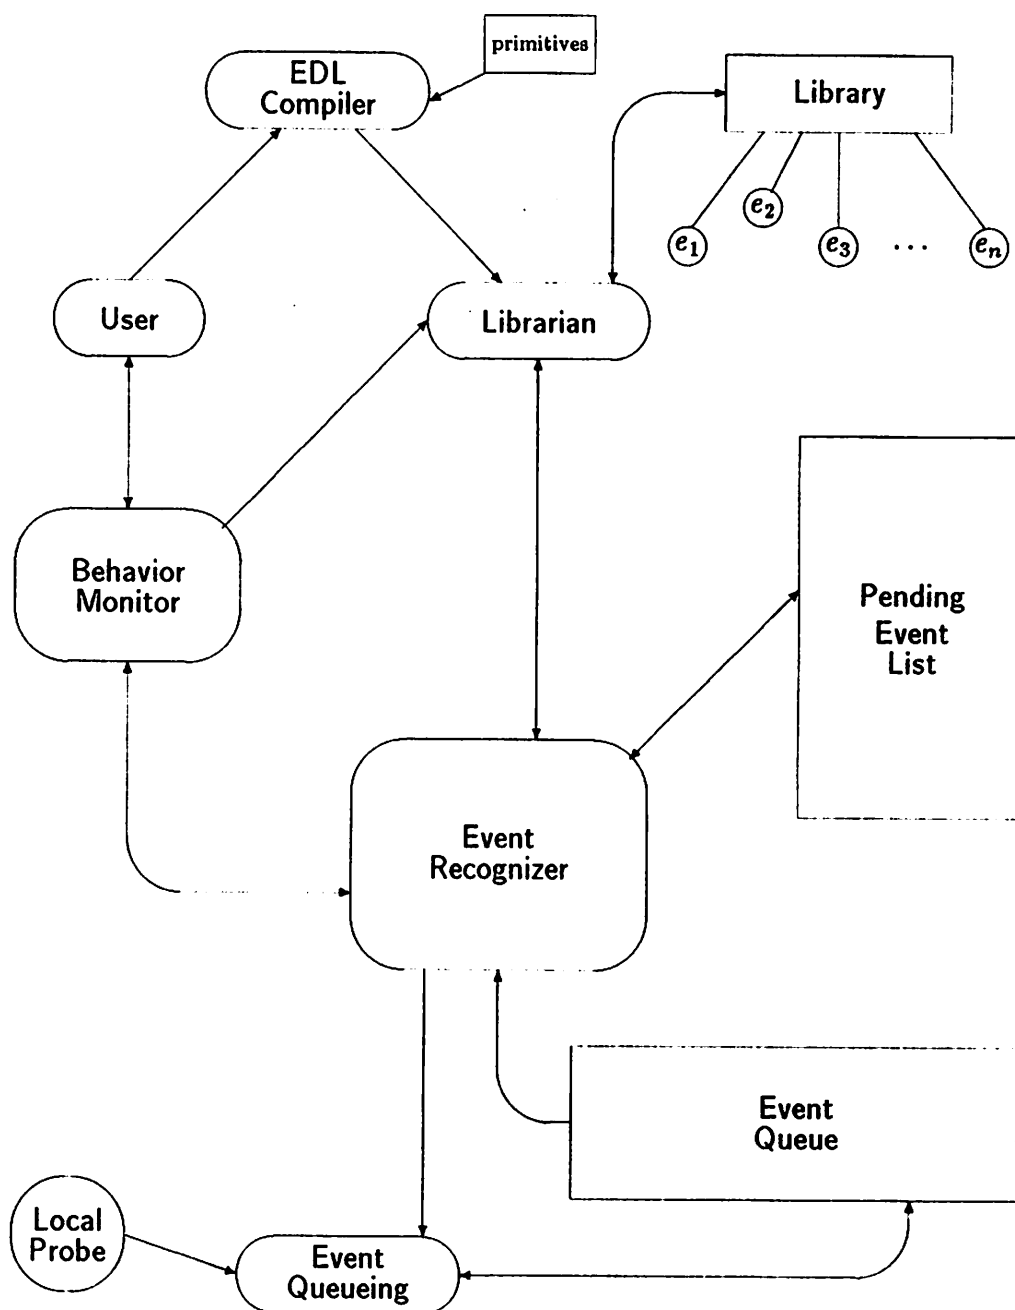 primitives
EDL
Compiler
Library
e₁
e₂
e₃
...
eₙ
User
Librarian
Behavior
Monitor
Pending
Event
List
Event
Recognizer
Event
Queue
Local
Probe
Event
Queueing